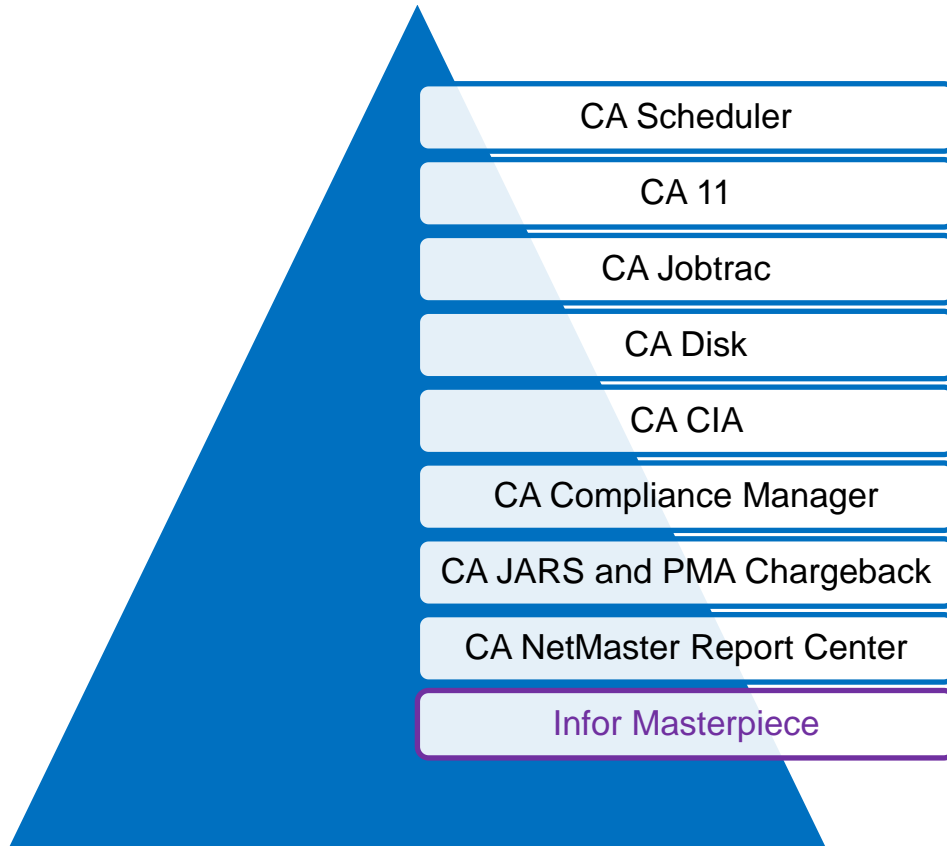 CA Scheduler
CA 11
CA Jobtrac
CA Disk
CA CIA
CA Compliance Manager
CA JARS and PMA Chargeback
CA NetMaster Report Center
Infor Masterpiece